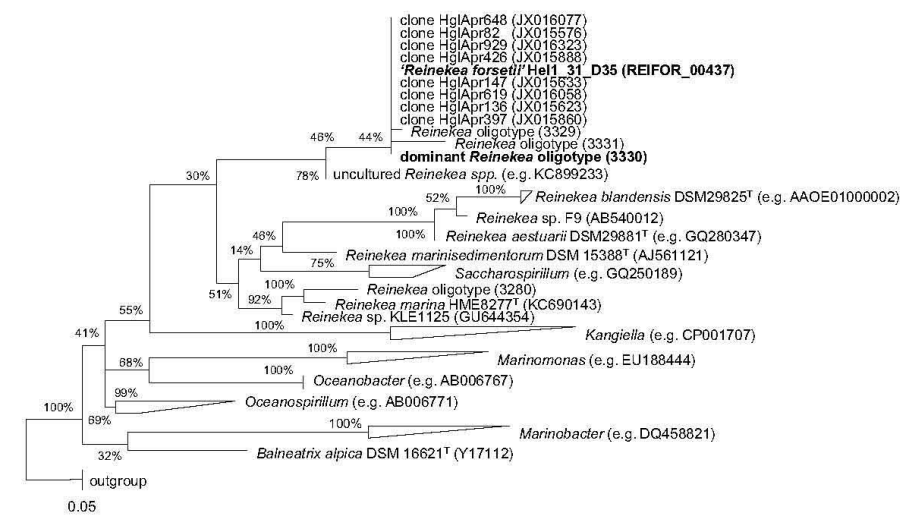 clone HglApr648 (JX016077)
clone HglApr82 (JX015576)
clone HglApr929 (JX016323)
clone HglApr426 (JX015888)
'Reinekea forsetii' Hel1_31_D35 (REIFOR_00437)
clone HglApr147 (JX015633)
clone HglApr619 (JX016058)
clone HglApr136 (JX015623)
clone HglApr397 (JX015860)
46% 44% Reinekea oligotype (3329)
Reinekea oligotype (3331)
dominant Reinekea oligotype (3330)
30% 78% uncultured Reinekea spp. (e.g. KC899233)
52% 100% Reinekea blandensis DSM29825ᵀ (e.g. AAOE01000002)
100% Reinekea sp. F9 (AB540012)
46% 100% Reinekea aestuarii DSM29881ᵀ (e.g. GQ280347)
14% Reinekea marinisedimentorum DSM 15388ᵀ (AJ561121)
75% Saccharospirillum (e.g. GQ250189)
51% 100% Reinekea oligotype (3280)
92% Reinekea marina HME8277ᵀ (KC690143)
55% Reinekea sp. KLE1125 (GU644354)
41% 100% Kangiella (e.g. CP001707)
68% 100% Marinomonas (e.g. EU188444)
100% Oceanobacter (e.g. AB006767)
99% Oceanospirillum (e.g. AB006771)
100% 69% 100% Marinobacter (e.g. DQ458821)
32% Balneatrix alpica DSM 16621ᵀ (Y17112)
outgroup
0.05